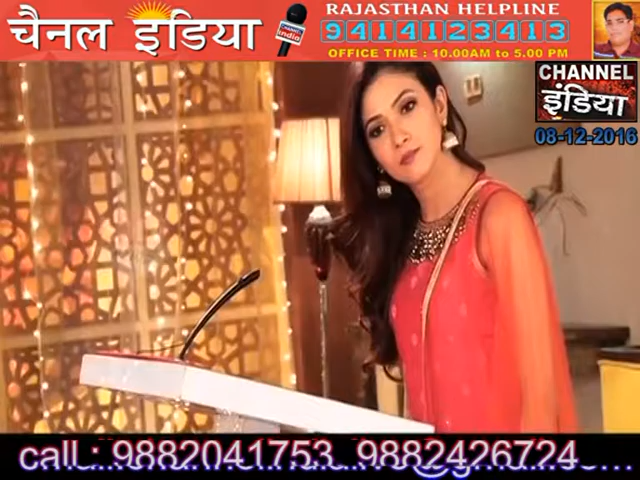 चैनल इंडिया
RAJASTHAN HELPLINE
9414123413
OFFICE TIME : 10.00AM to 5.00 PM
CHANNEL
इंडिया
08-12-2016
call : 9882041753, 9882426724